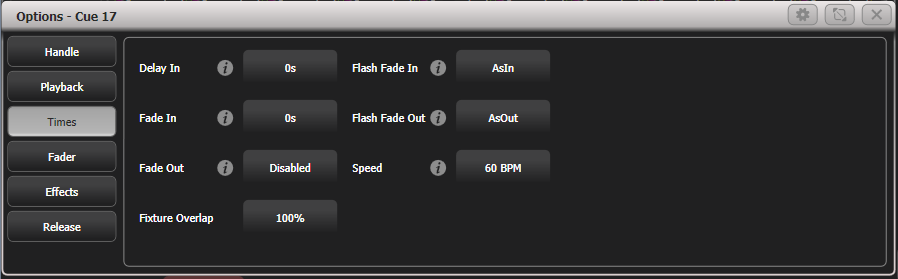 Options - Cue 17
Handle
Playback
Times
Fader
Effects
Release
Delay In i 0s Flash Fade In i AsIn
Fade In i 0s Flash Fade Out i AsOut
Fade Out i Disabled Speed i 60 BPM
Fixture Overlap 100%